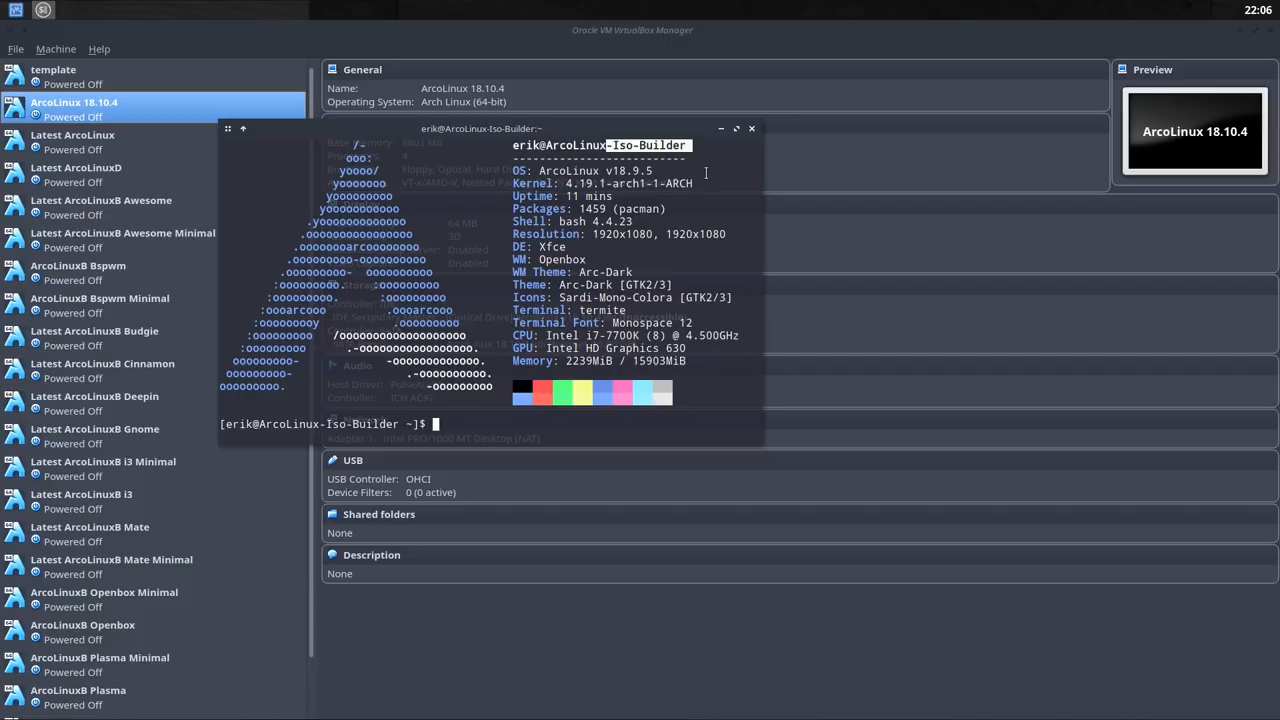 22:06
Oracle VM VirtualBox Manager
File Machine Help
template
Powered Off
ArcoLinux 18.10.4
Powered Off
Latest ArcoLinux
Powered Off
Latest ArcoLinuxD
Powered Off
Latest ArcoLinuxB Awesome
Powered Off
Latest ArcoLinuxB Awesome Minimal
Powered Off
ArcoLinuxB Bspwm
Powered Off
ArcoLinuxB Bspwm Minimal
Powered Off
Latest ArcoLinuxB Budgie
Powered Off
ArcoLinuxB Cinnamon
Powered Off
Latest ArcoLinuxB Deepin
Powered Off
Latest ArcoLinuxB Gnome
Powered Off
Latest ArcoLinuxB i3 Minimal
Powered Off
Latest ArcoLinuxB i3
Powered Off
Latest ArcoLinuxB Mate
Powered Off
Latest ArcoLinuxB Mate Minimal
Powered Off
ArcoLinuxB Openbox Minimal
Powered Off
ArcoLinuxB Openbox
Powered Off
ArcoLinuxB Plasma Minimal
Powered Off
ArcoLinuxB Plasma
Powered Off
General
Name: ArcoLinux 18.10.4
Operating System: Arch Linux (64-bit)
Preview
ArcoLinux 18.10.4
erik@ArcoLinux-Iso-Builder:~
erik@ArcoLinux-Iso-Builder
--------------------------
OS: ArcoLinux v18.9.5
Kernel: 4.19.1-arch1-1-ARCH
Uptime: 11 mins
Packages: 1459 (pacman)
Shell: bash 4.4.23
Resolution: 1920x1080, 1920x1080
DE: Xfce
WM: Openbox
WM Theme: Arc-Dark
Theme: Arc-Dark [GTK2/3]
Icons: Sardi-Mono-Colora [GTK2/3]
Terminal: termite
Terminal Font: Monospace 12
CPU: Intel i7-7700K (8) @ 4.500GHz
GPU: Intel HD Graphics 630
Memory: 2239MiB / 15903MiB
[erik@ArcoLinux-Iso-Builder ~]$
Audio
Adapter 1: Intel PRO/1000 MT Desktop (NAT)
USB
USB Controller: OHCI
Device Filters: 0 (0 active)
Shared folders
None
Description
None